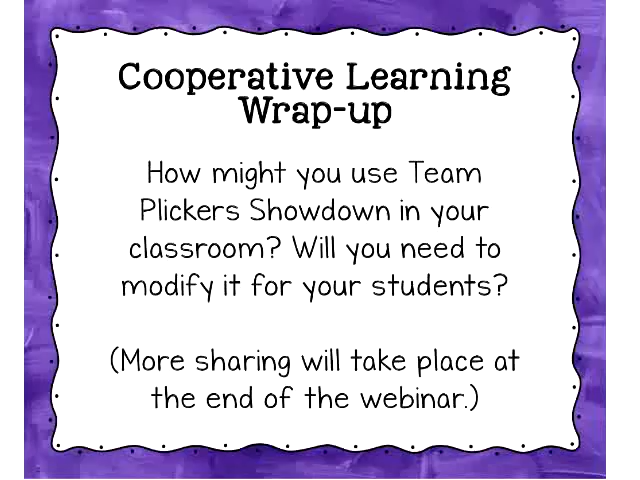 Cooperative Learning
Wrap-up
How might you use Team
Plickers Showdown in your
classroom? Will you need to
modify it for your students?
(More sharing will take place at
the end of the webinar.)